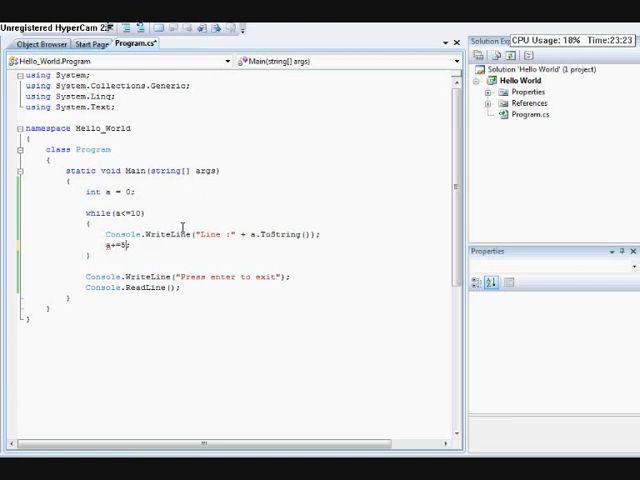 Unregistered HyperCam 2
Object Browser Start Page Program.cs*
Hello_World.Program Main(string[] args)
using System;
using System.Collections.Generic;
using System.Linq;
using System.Text;
namespace Hello_World
{
class Program
{
static void Main(string[] args)
{
int a = 0;
while(a<=10)
{
Console.WriteLine("Line :" + a.ToString());
a+=5;
}
Console.WriteLine("Press enter to exit");
Console.ReadLine();
}
}
}
Solution Ex
CPU Usage: 18% Time:23:23
Solution 'Hello World' (1 project)
Hello World
Properties
References
Program.cs
Properties